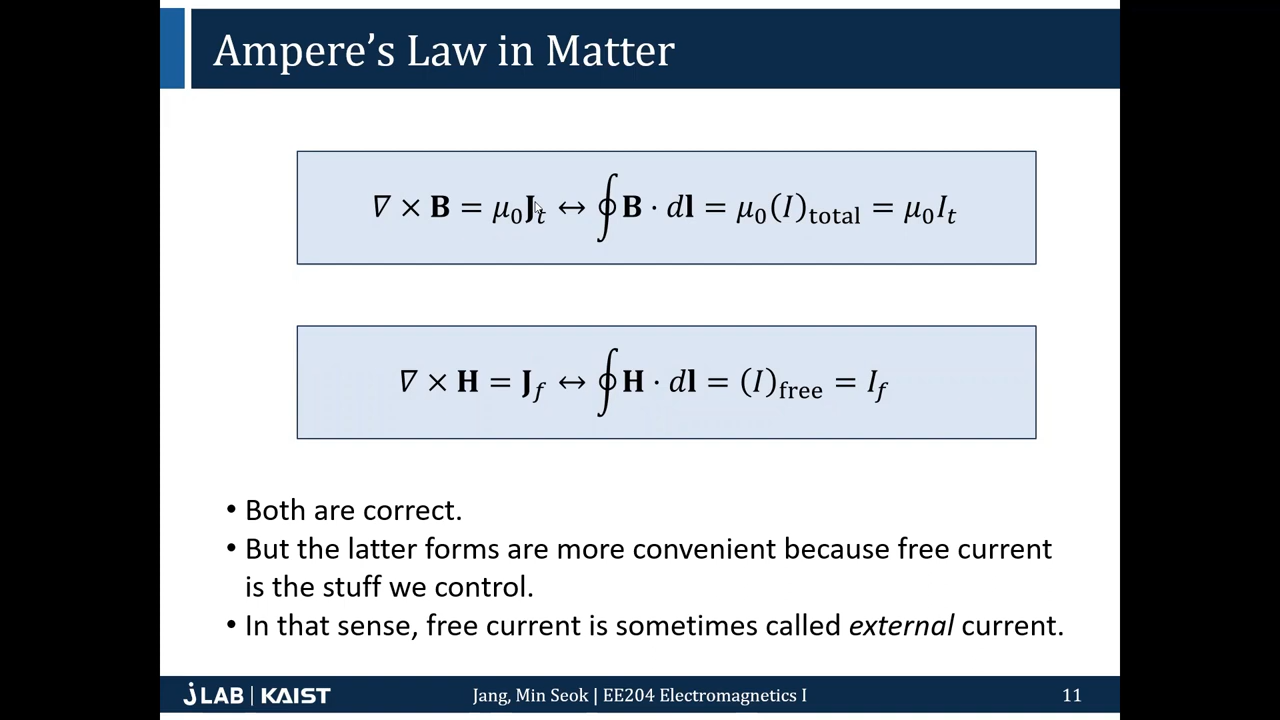 Ampere's Law in Matter
∇ × B = μ₀Jₜ ↔ ∮ B · dl = μ₀(I)total = μ₀Iₜ
∇ × H = J_f ↔ ∮ H · dl = (I)free = I_f
• Both are correct.
• But the latter forms are more convenient because free current
is the stuff we control.
• In that sense, free current is sometimes called external current.
jLAB | KAIST
Jang, Min Seok | EE204 Electromagnetics I
11